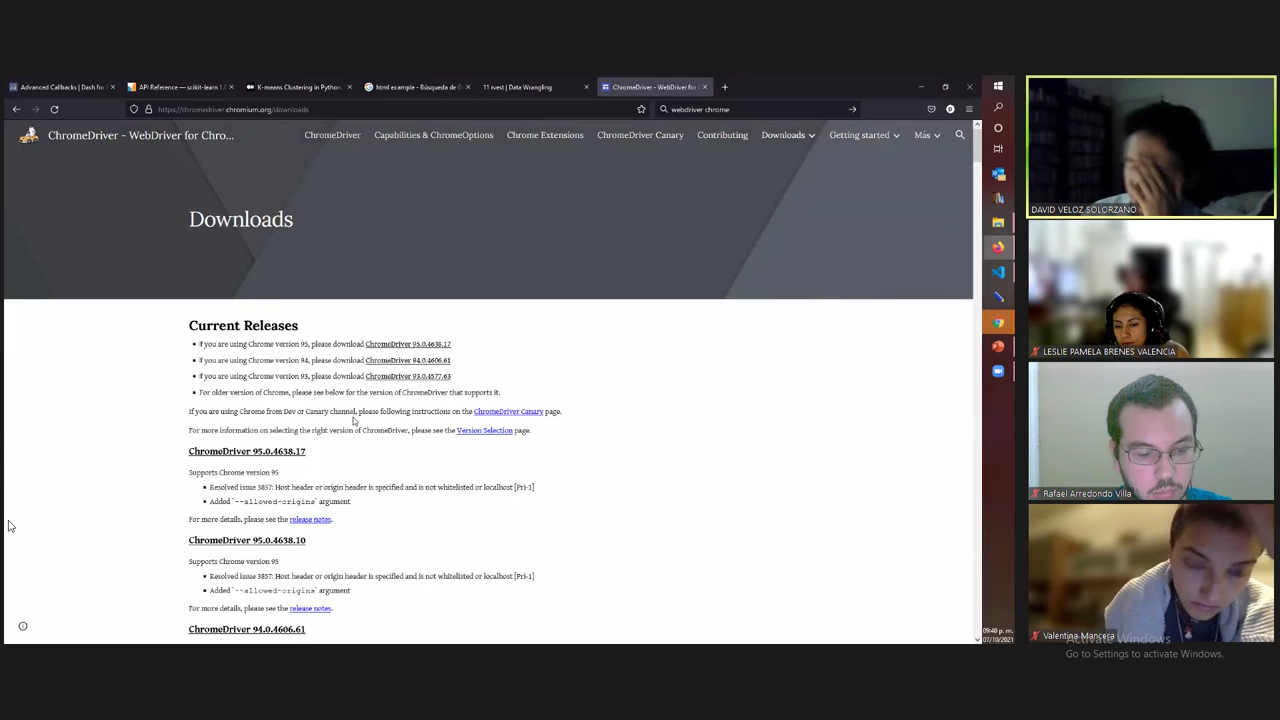 Advanced Callbacks | Dash for
API Reference — scikit-learn 1.
K-means Clustering in Python.
html example - Búsqueda de G
11 rvest | Data Wrangling
ChromeDriver - WebDriver for C
https://chromedriver.chromium.org/downloads
webdriver chrome
ChromeDriver - WebDriver for Chro...
ChromeDriver
Capabilities & ChromeOptions
Chrome Extensions
ChromeDriver Canary
Contributing
Downloads
Getting started
Más
Downloads
Current Releases
If you are using Chrome version 95, please download ChromeDriver 95.0.4638.17
If you are using Chrome version 94, please download ChromeDriver 94.0.4606.61
If you are using Chrome version 93, please download ChromeDriver 93.0.4577.63
For older version of Chrome, please see below for the version of ChromeDriver that supports it.
If you are using Chrome from Dev or Canary channel, please following instructions on the ChromeDriver Canary page.
For more information on selecting the right version of ChromeDriver, please see the Version Selection page.
ChromeDriver 95.0.4638.17
Supports Chrome version 95
Resolved issue 3857: Host header or origin header is specified and is not whitelisted or localhost [Pri-1]
Added `--allowed-origins` argument
For more details, please see the release notes.
ChromeDriver 95.0.4638.10
Supports Chrome version 95
Resolved issue 3857: Host header or origin header is specified and is not whitelisted or localhost [Pri-1]
Added `--allowed-origins` argument
For more details, please see the release notes.
ChromeDriver 94.0.4606.61
09:40 p. m.
07/10/2021
DAVID VELOZ SOLORZANO
LESLIE PAMELA BRENES VALENCIA
Rafael Arredondo Villa
Valentina Mancera
Activate Windows
Go to Settings to activate Windows.